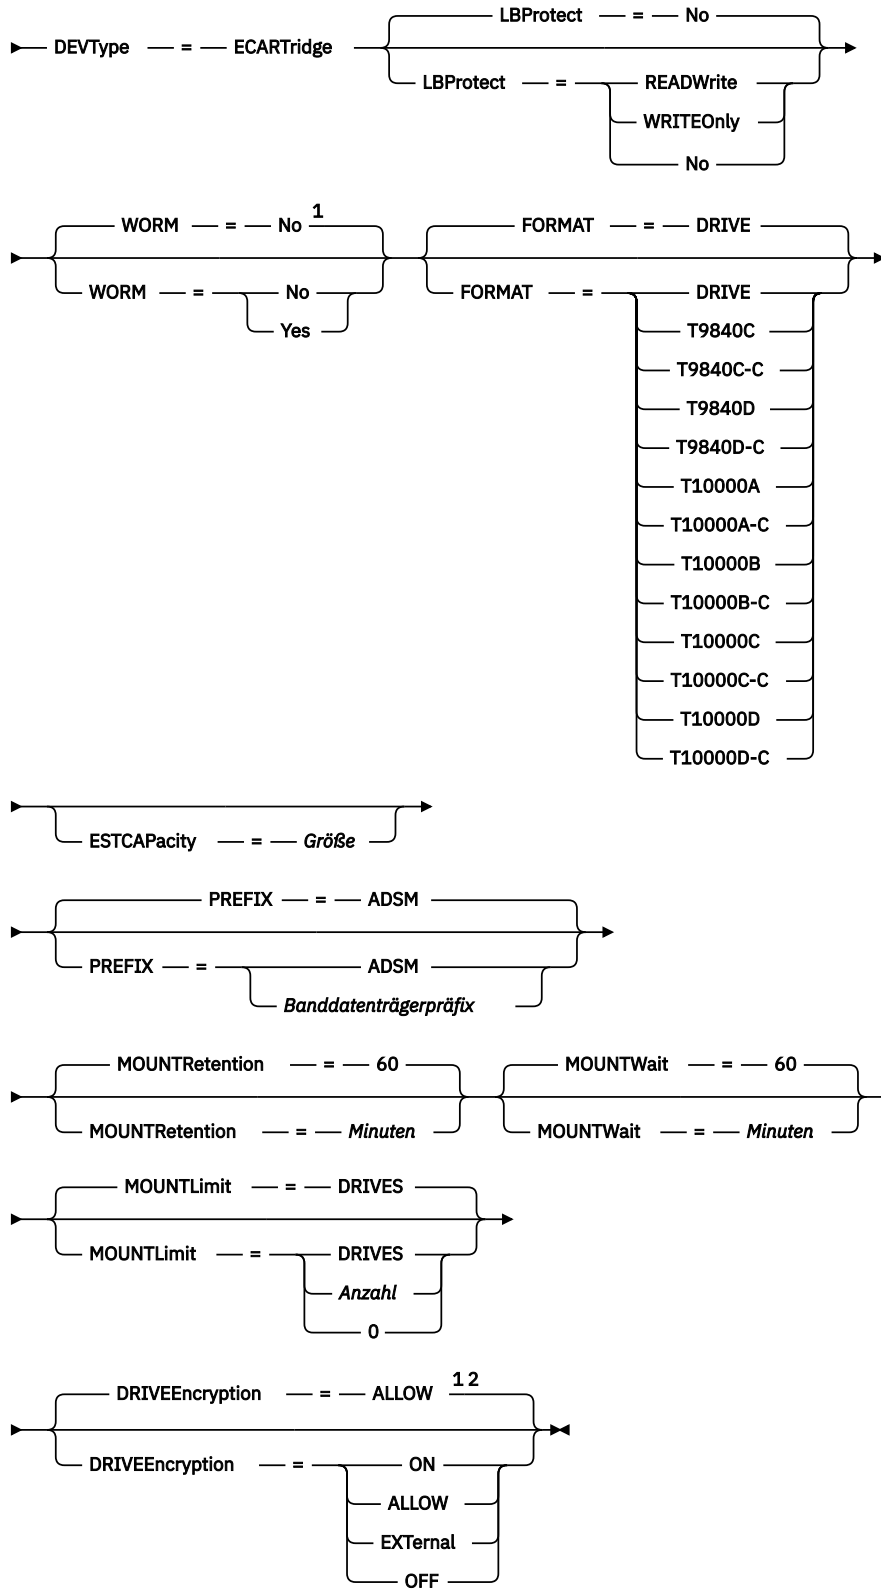 LBProtect = No
DEVType = ECARTridge
LBProtect = READWrite
WRITEOnly
No
WORM = No 1 FORMAT = DRIVE
WORM = No FORMAT = DRIVE
Yes T9840C
T9840C-C
T9840D
T9840D-C
T10000A
T10000A-C
T10000B
T10000B-C
T10000C
T10000C-C
T10000D
T10000D-C
ESTCAPacity = Größe
PREFIX = ADSM
PREFIX = ADSM
Banddatenträgerpräfix
MOUNTRetention = 60 MOUNTWait = 60
MOUNTRetention = Minuten MOUNTWait = Minuten
MOUNTLimit = DRIVES
MOUNTLimit = DRIVES
Anzahl
0
DRIVEEncryption = ALLOW 1 2
DRIVEEncryption = ON
ALLOW
EXTernal
OFF